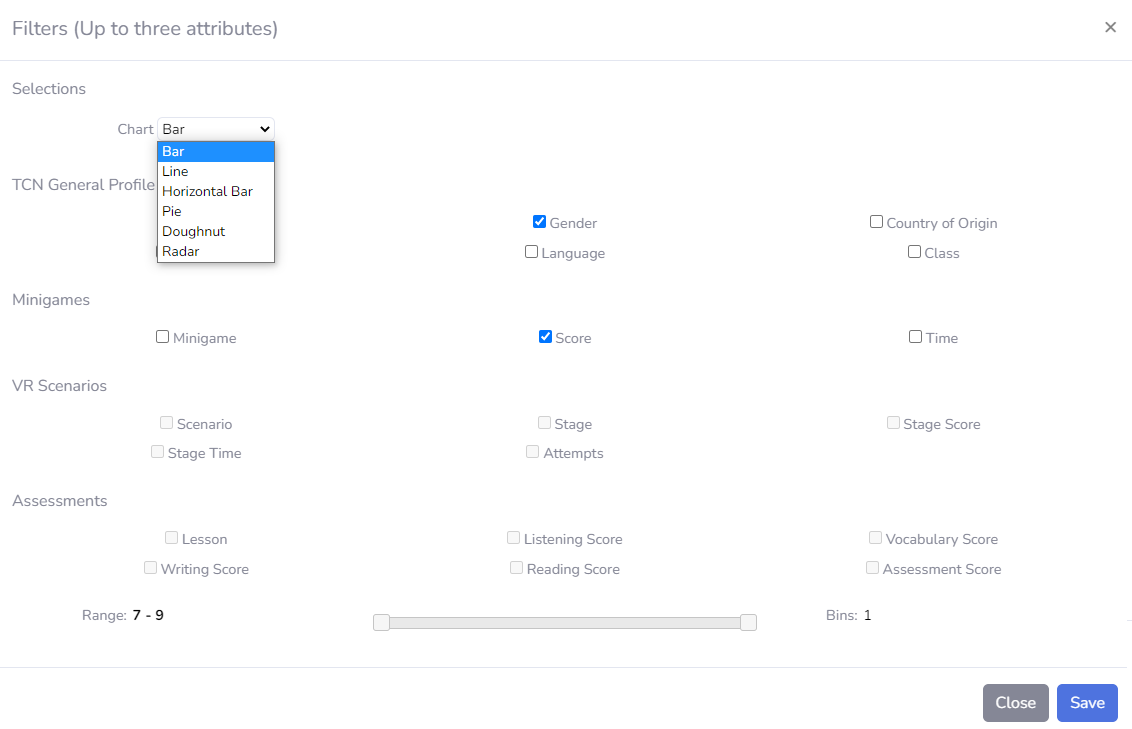 Filters (Up to three attributes)
×
Selections
Chart Bar
Bar
Line
Horizontal Bar
Pie
Doughnut
Radar
TCN General Profile
Gender
Country of Origin
Language
Class
Minigames
Minigame
Score
Time
VR Scenarios
Scenario
Stage
Stage Score
Stage Time
Attempts
Assessments
Lesson
Listening Score
Vocabulary Score
Writing Score
Reading Score
Assessment Score
Range: 7 - 9
Bins: 1
Close
Save